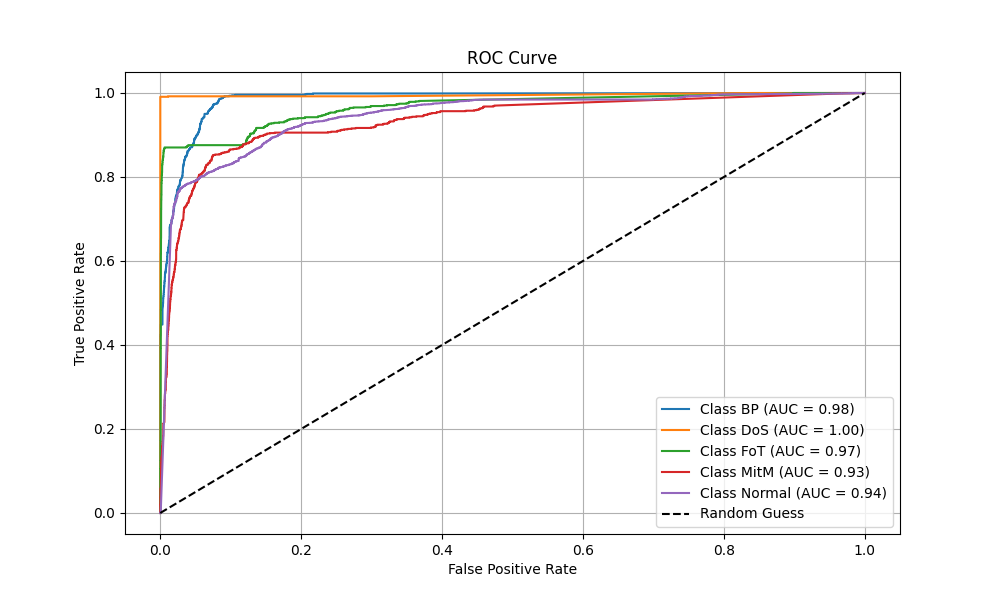 ROC Curve
True Positive Rate
1.0
0.8
0.6
0.4
0.2
0.0
0.0 0.2 0.4 0.6 0.8 1.0
False Positive Rate
Class BP (AUC = 0.98)
Class DoS (AUC = 1.00)
Class FoT (AUC = 0.97)
Class MitM (AUC = 0.93)
Class Normal (AUC = 0.94)
Random Guess